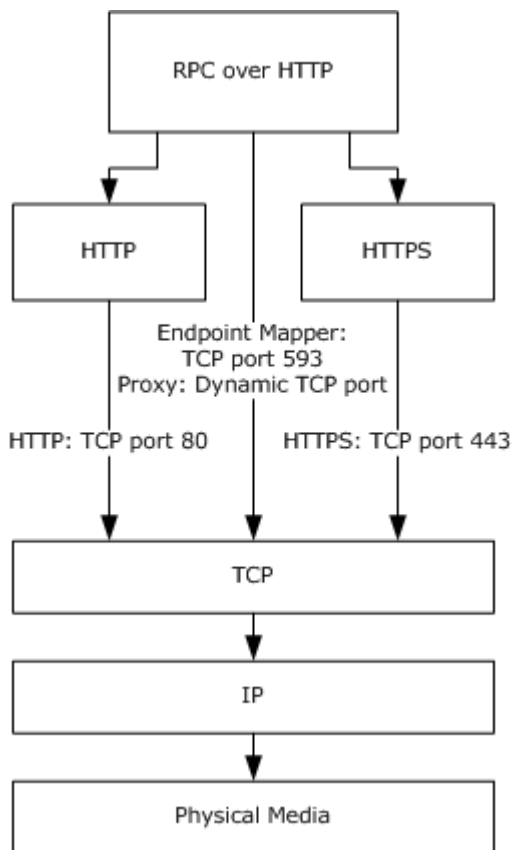 RPC over HTTP
HTTP
HTTPS
Endpoint Mapper:
TCP port 593
Proxy: Dynamic TCP port
HTTP: TCP port 80
HTTPS: TCP port 443
TCP
IP
Physical Media